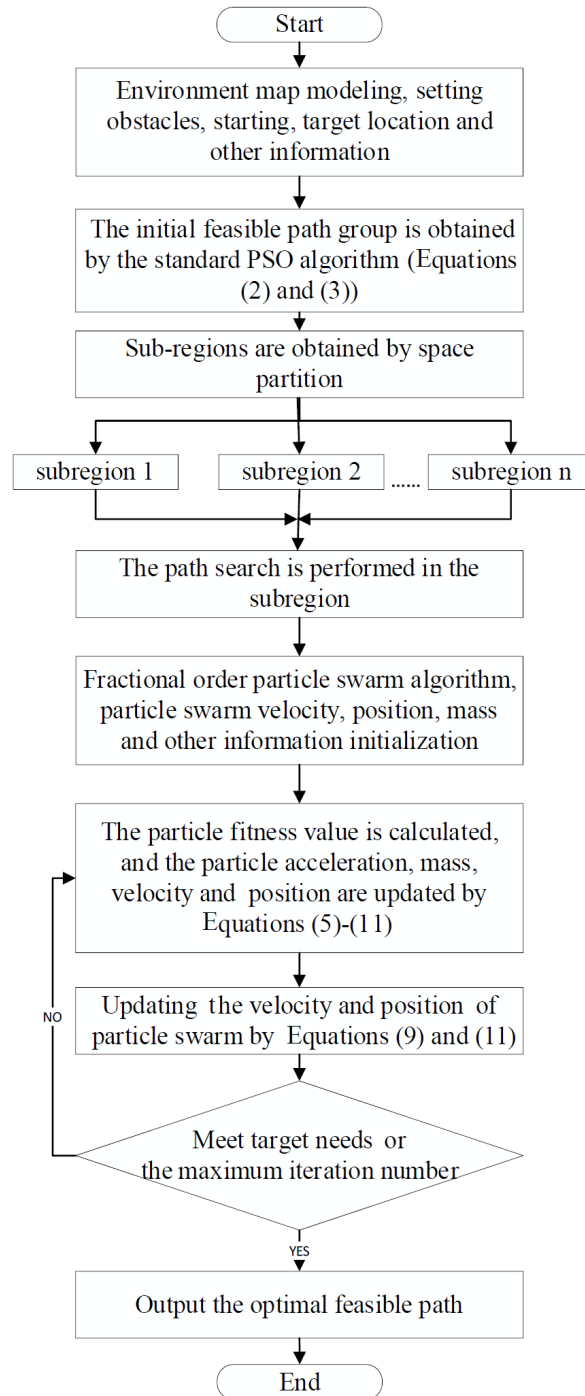 Start
Environment map modeling, setting
obstacles, starting, target location and
other information
The initial feasible path group is obtained
by the standard PSO algorithm (Equations
(2) and (3))
Sub-regions are obtained by space
partition
subregion 1
subregion 2
......
subregion n
The path search is performed in the
subregion
Fractional order particle swarm algorithm,
particle swarm velocity, position, mass
and other information initialization
The particle fitness value is calculated,
and the particle acceleration, mass,
velocity and position are updated by
Equations (5)-(11)
NO
Updating the velocity and position of
particle swarm by Equations (9) and (11)
Meet target needs or
the maximum iteration number
YES
Output the optimal feasible path
End